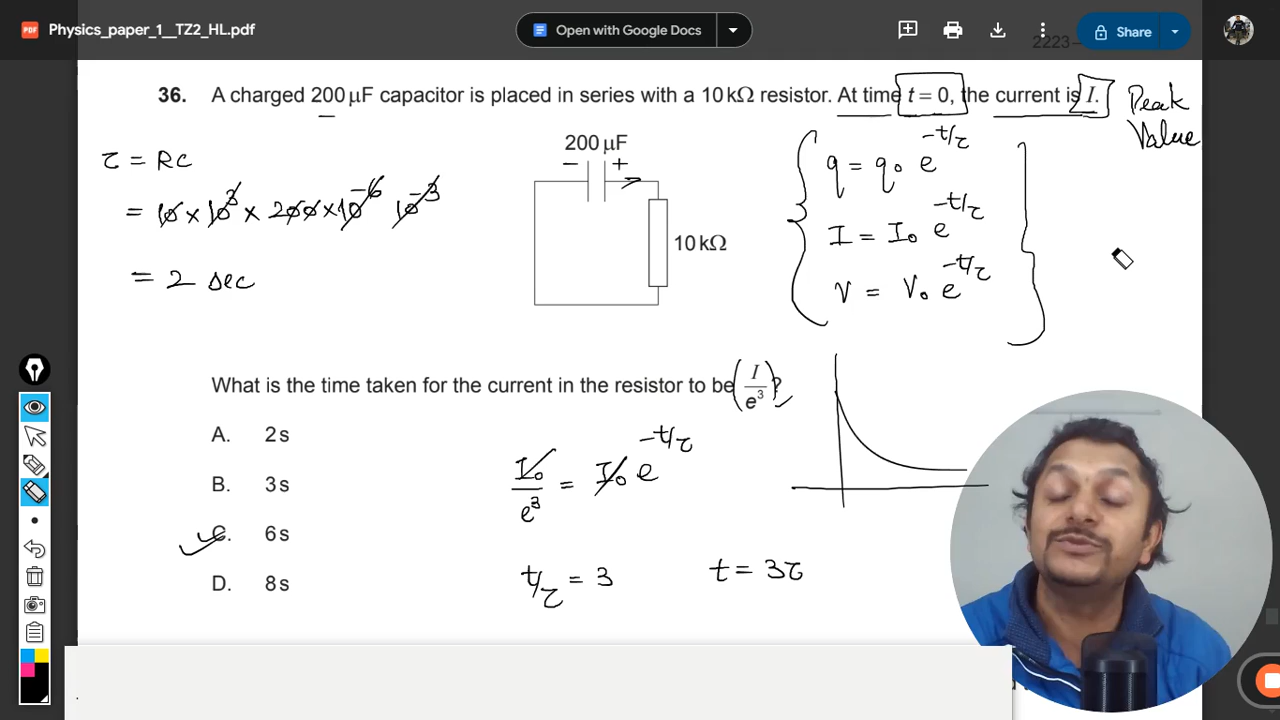 Physics_paper_1__TZ2_HL.pdf
Open with Google Docs
Share
2223
36. A charged 200 μF capacitor is placed in series with a 10 kΩ resistor. At time t = 0, the current is I.
Peak
Value
τ = RC
= 10 × 10³ × 200 × 10⁻⁶ 10⁻³
= 2 sec
200 μF
− +
10 kΩ
q = q₀ e^(-t/τ)
I = I₀ e^(-t/τ)
V = V₀ e^(-t/τ)
What is the time taken for the current in the resistor to be (I/e³)?
A. 2 s
B. 3 s
C. 6 s
D. 8 s
I₀/e³ = I₀ e^(-t/τ)
t/τ = 3
t = 3τ